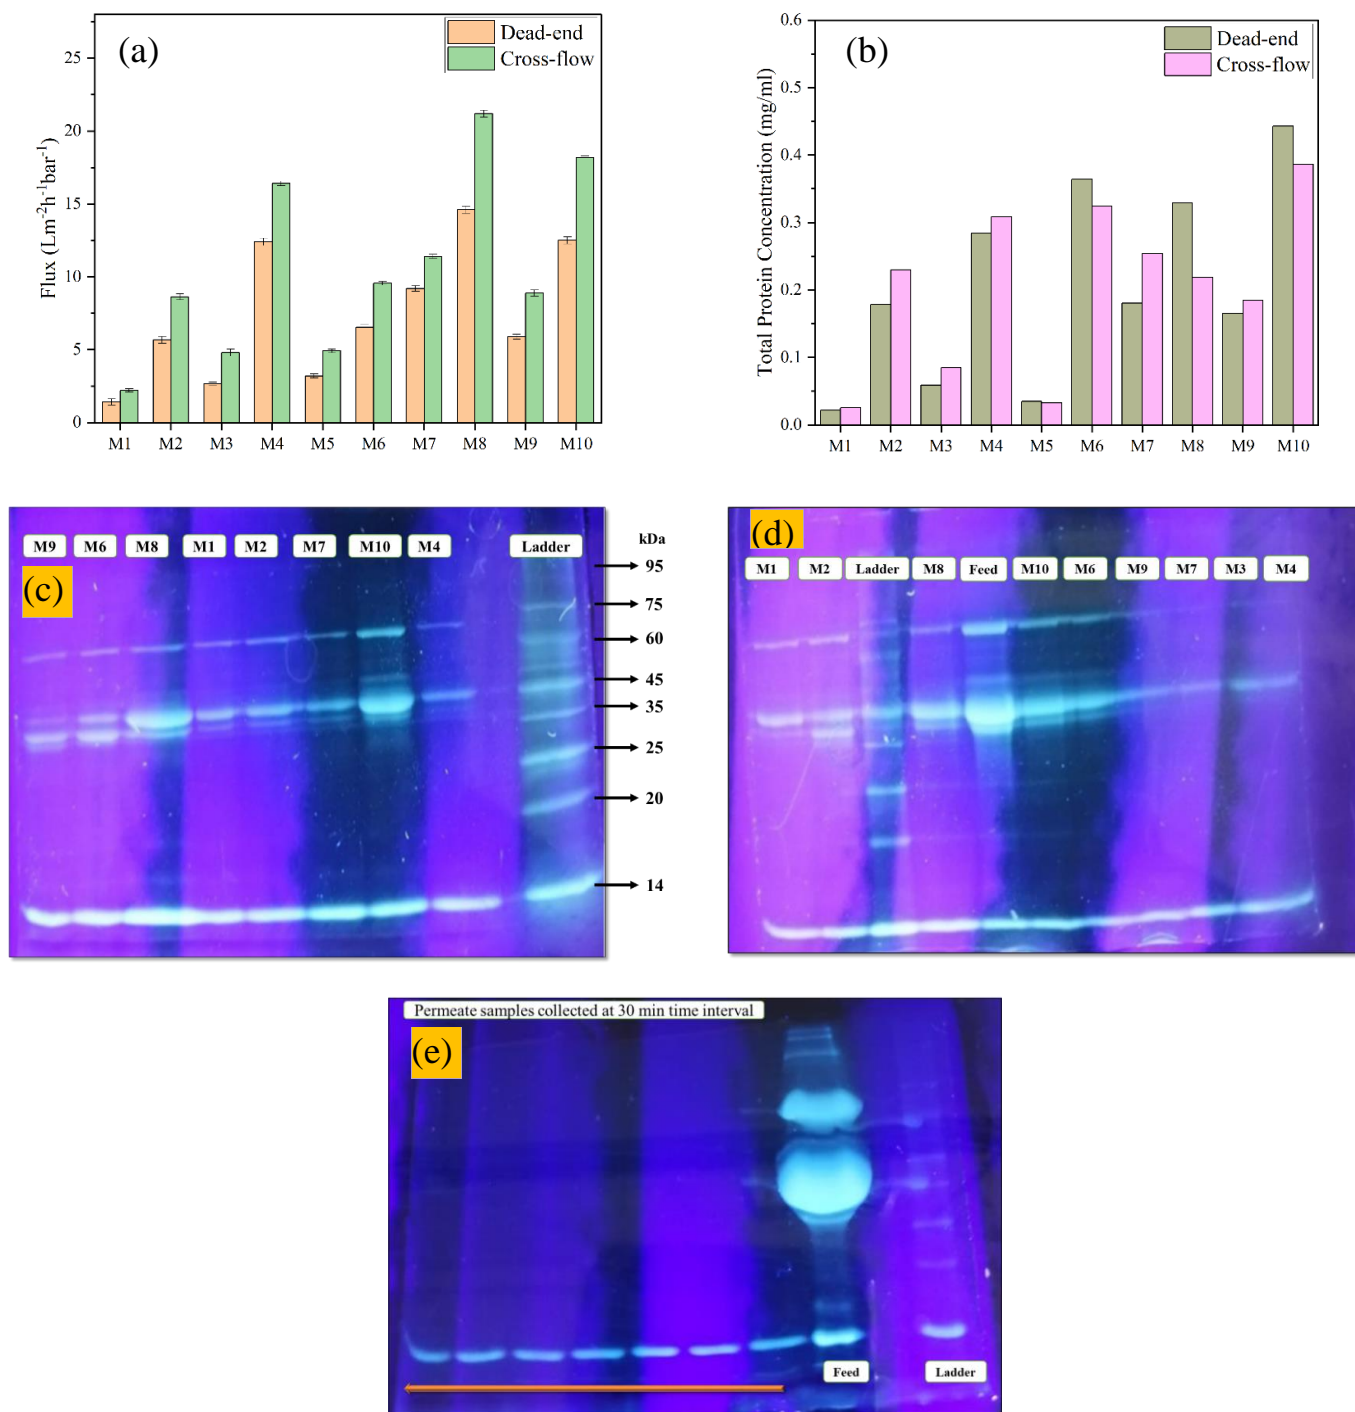 (a)
Dead-end
Cross-flow
Flux (Lm⁻²h⁻¹bar⁻¹)
25
20
15
10
5
0
M1 M2 M3 M4 M5 M6 M7 M8 M9 M10
(b)
Dead-end
Cross-flow
Total Protein Concentration (mg/ml)
0.6
0.5
0.4
0.3
0.2
0.1
0.0
M1 M2 M3 M4 M5 M6 M7 M8 M9 M10
(c)
M9 M6 M8 M1 M2 M7 M10 M4 Ladder
kDa
95
75
60
45
35
25
20
14
(d)
M1 M2 Ladder M8 Feed M10 M6 M9 M7 M3 M4
Permeate samples collected at 30 min time interval
(e)
Feed Ladder